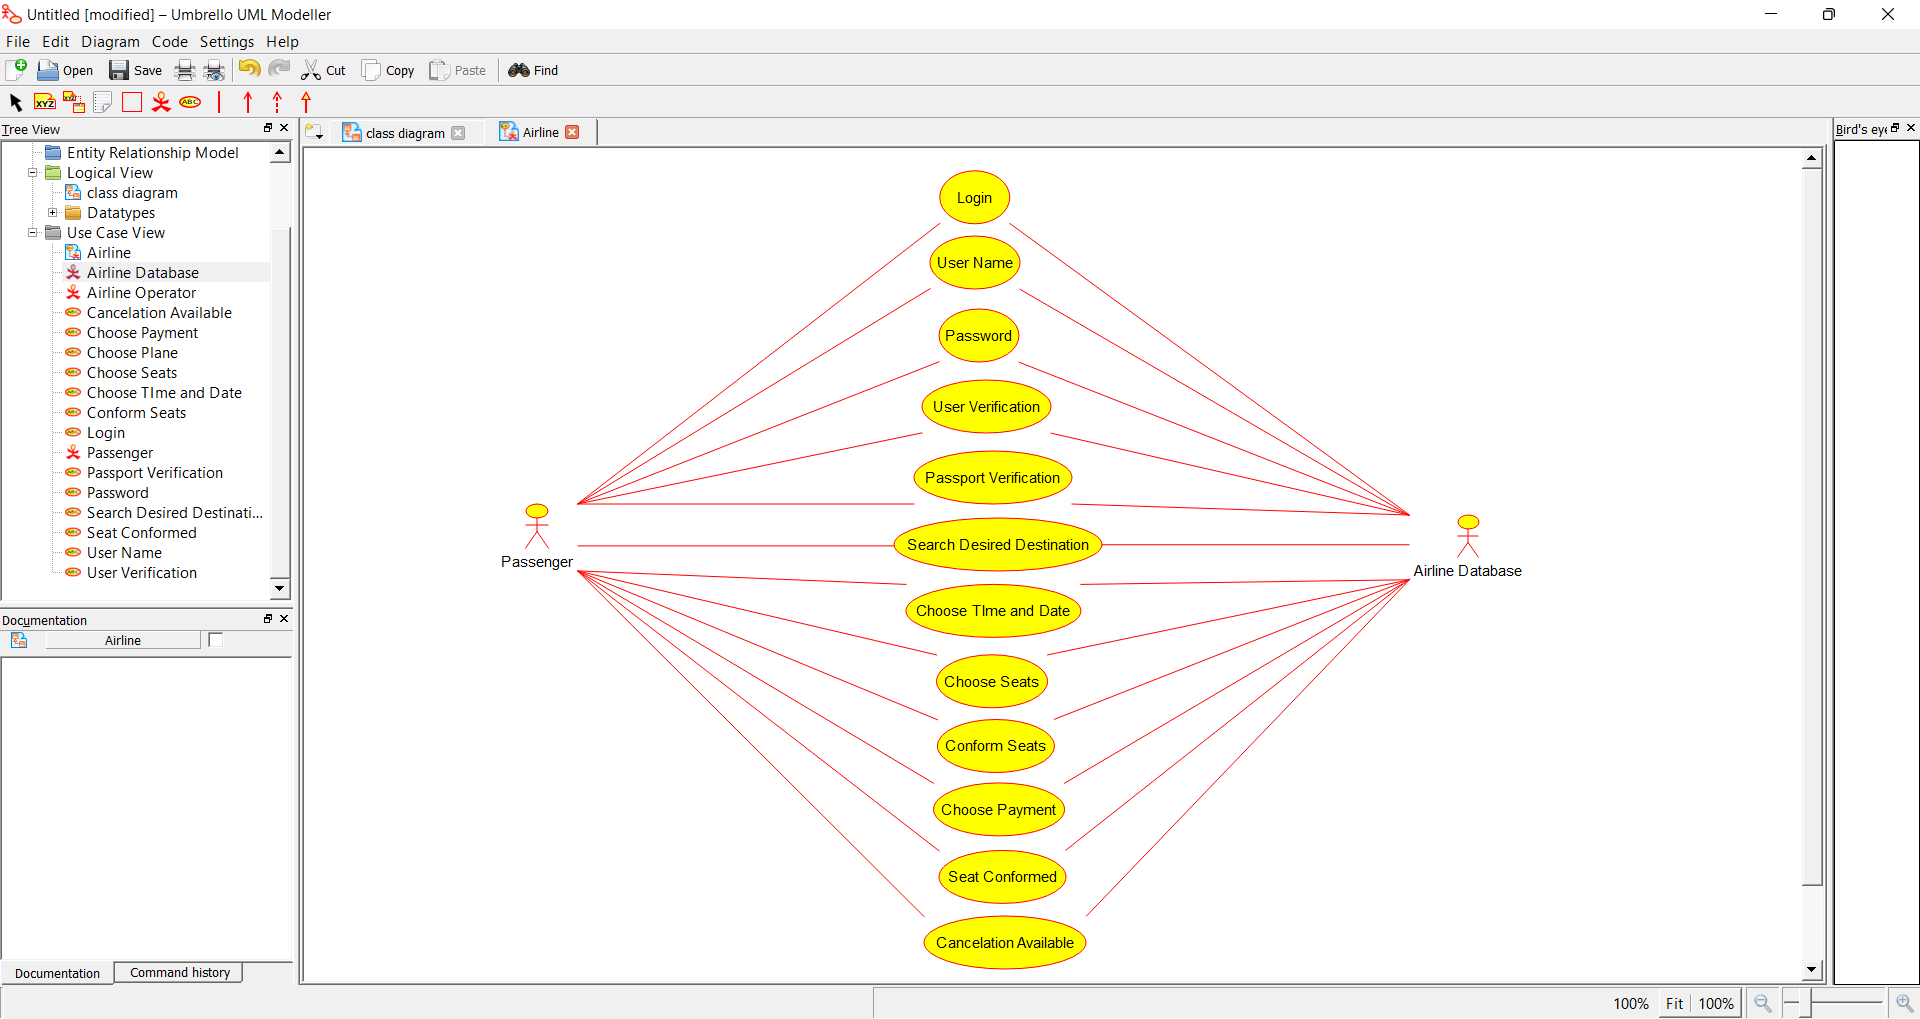 Untitled [modified] – Umbrello UML Modeller
File Edit Diagram Code Settings Help
Open Save Cut Copy Paste Find
XYZ XYZ ABC
Tree View
Entity Relationship Model
Logical View
class diagram
Datatypes
Use Case View
Airline
Airline Database
Airline Operator
Cancelation Available
Choose Payment
Choose Plane
Choose Seats
Choose TIme and Date
Conform Seats
Login
Passenger
Passport Verification
Password
Search Desired Destinati...
Seat Conformed
User Name
User Verification
Documentation
Airline
Documentation Command history
class diagram Airline
Login
User Name
Password
User Verification
Passport Verification
Search Desired Destination
Choose TIme and Date
Choose Seats
Conform Seats
Choose Payment
Seat Conformed
Cancelation Available
Passenger
Airline Database
Bird's eye
100% Fit 100%